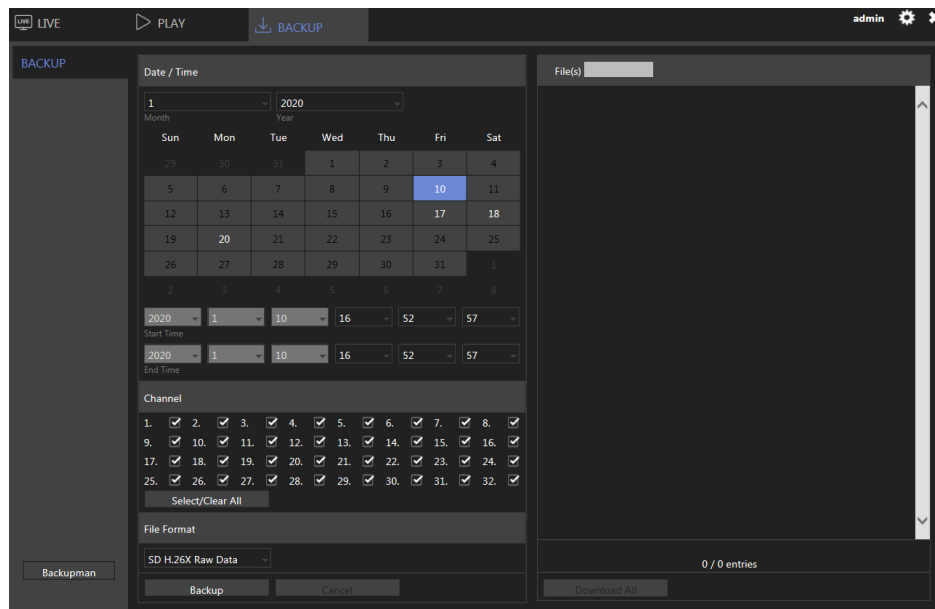 LIVE LIVE PLAY BACKUP admin
BACKUP
Date / Time
File(s)
1 2020
Month Year
Sun Mon Tue Wed Thu Fri Sat
29 30 31 1 2 3 4
5 6 7 8 9 10 11
12 13 14 15 16 17 18
19 20 21 22 23 24 25
26 27 28 29 30 31 1
2 3 4 5 6 7 8
2020 1 10 16 52 57
Start Time
2020 1 10 16 52 57
End Time
Channel
1. 2. 3. 4. 5. 6. 7. 8.
9. 10. 11. 12. 13. 14. 15. 16.
17. 18. 19. 20. 21. 22. 23. 24.
25. 26. 27. 28. 29. 30. 31. 32.
Select/Clear All
File Format
SD H.26X Raw Data
0 / 0 entries
Backupman
Backup Cancel
Download All